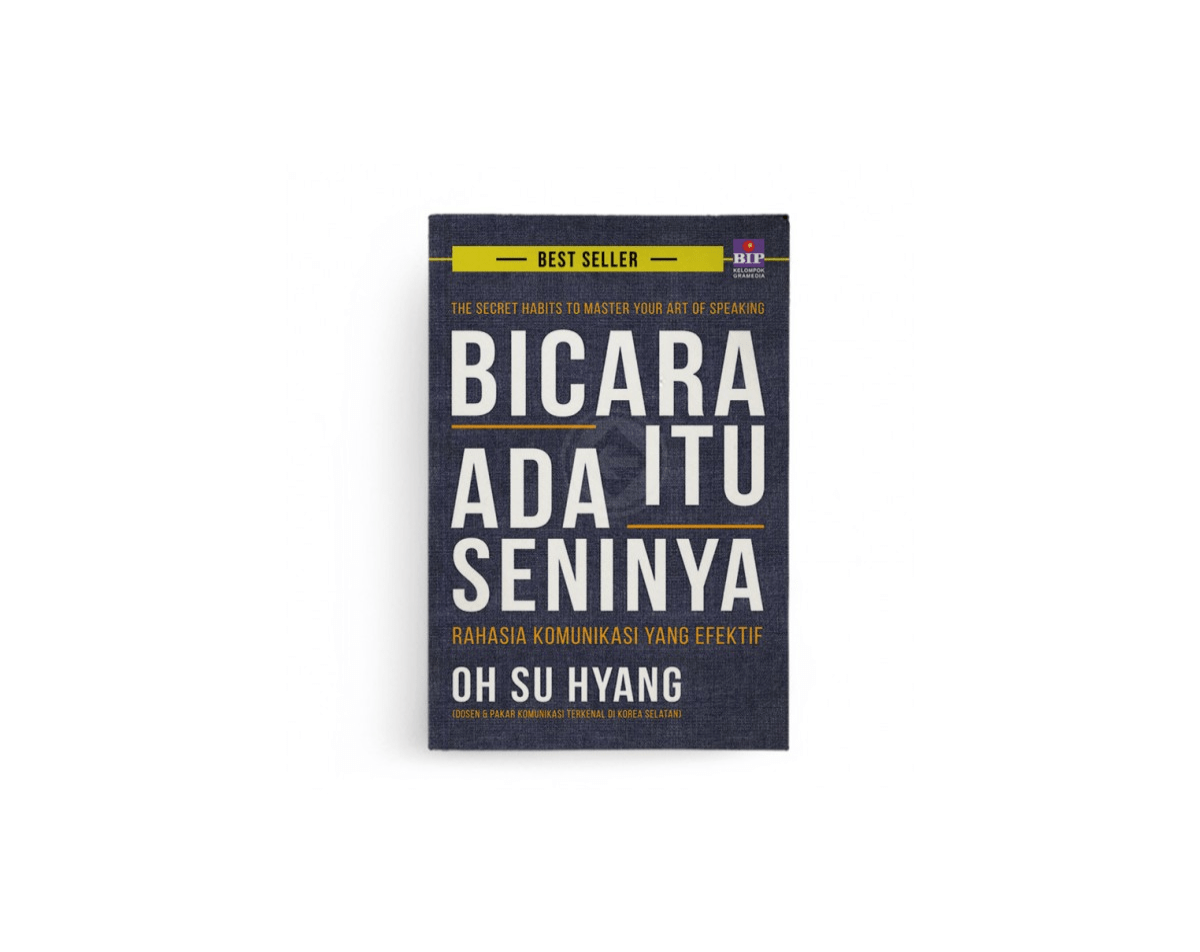 BEST SELLER
BIP
KELOMPOK
GRAMEDIA
THE SECRET HABITS TO MASTER YOUR ART OF SPEAKING
BICARA
ITU
ADA
SENINYA
RAHASIA KOMUNIKASI YANG EFEKTIF
OH SU HYANG
(DOSEN & PAKAR KOMUNIKASI TERKENAL DI KOREA SELATAN)